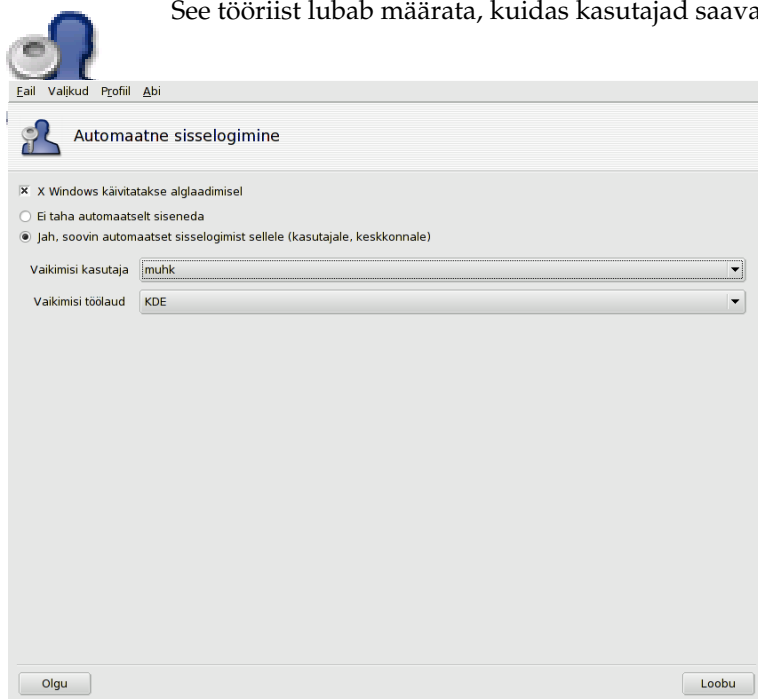 See tööriist lubab määrata, kuidas kasutajad
Fail Valikud Profiil Abi
Automaatne sisselogimine
X Windows käivitatakse alglaadimisel
Ei taha automaatselt siseneda
Jah, soovin automaatset sisselogimist sellele (kasutajale, keskkonnale)
Vaikimisi kasutaja muhk
Vaikimisi töölaud KDE
Olgu Loobu